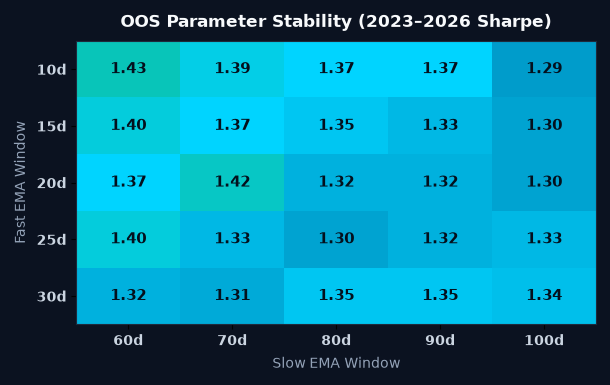 OOS Parameter Stability (2023–2026 Sharpe)
Fast EMA Window
10d 1.43 1.39 1.37 1.37 1.29
15d 1.40 1.37 1.35 1.33 1.30
20d 1.37 1.42 1.32 1.32 1.30
25d 1.40 1.33 1.30 1.32 1.33
30d 1.32 1.31 1.35 1.35 1.34
60d 70d 80d 90d 100d
Slow EMA Window